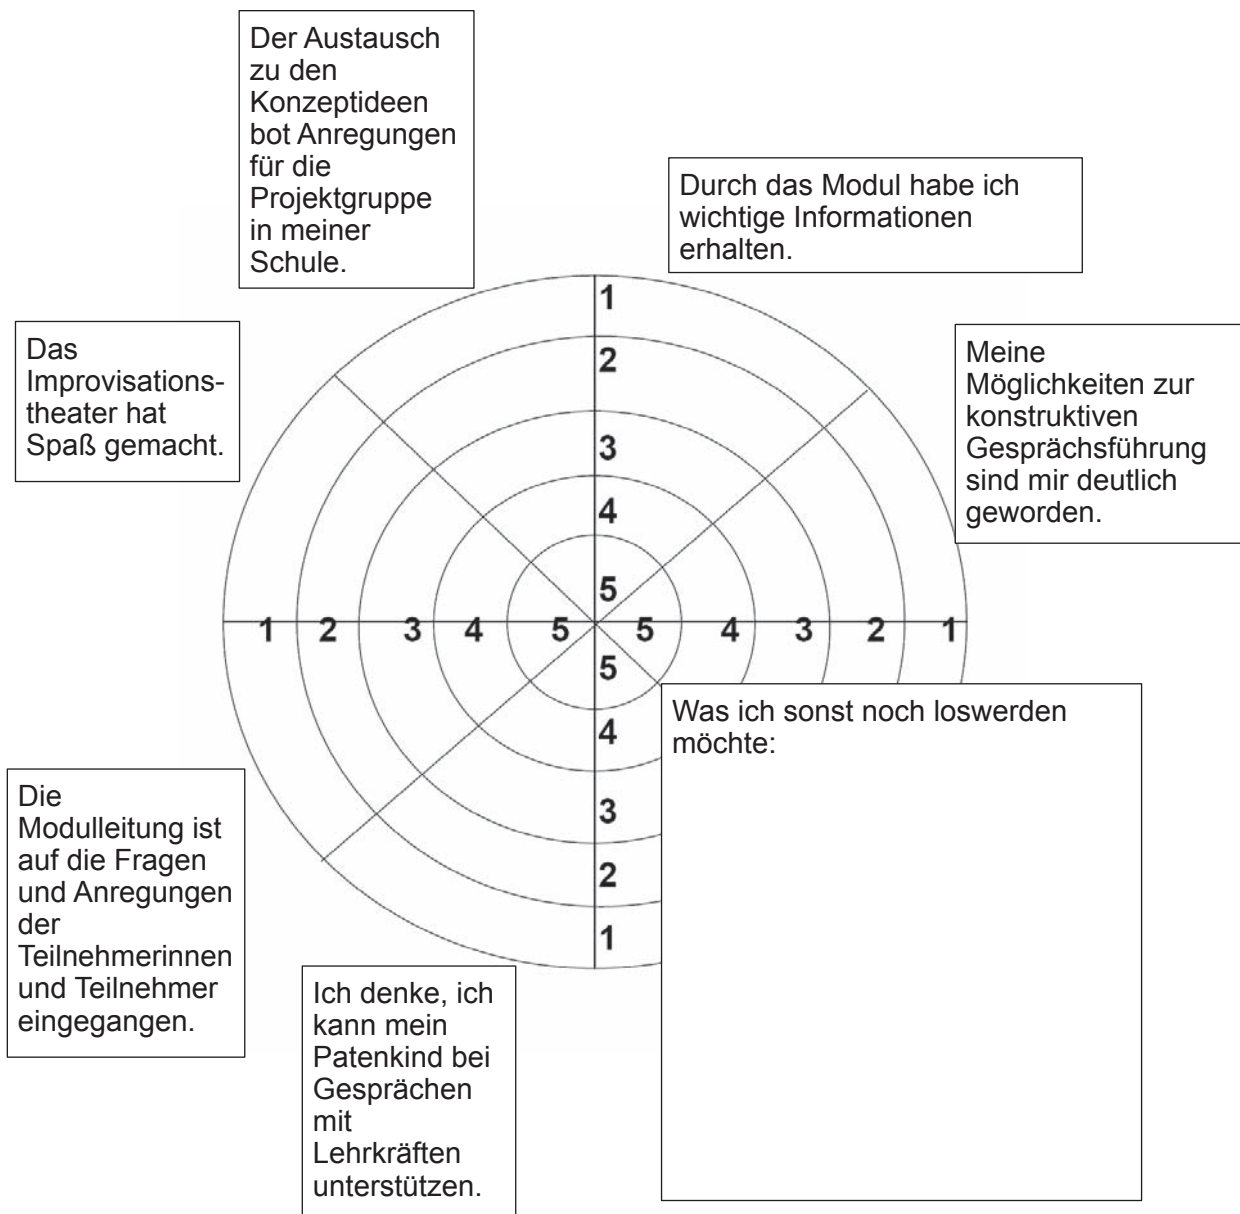 Der Austausch
zu den
Konzeptideen
bot Anregungen
für die
Projektgruppe
in meiner
Schule.
Durch das Modul habe ich
wichtige Informationen
erhalten.
Das
Improvisations-
theater hat
Spaß gemacht.
Meine
Möglichkeiten zur
konstruktiven
Gesprächsführung
sind mir deutlich
geworden.
1
2
3
4
5
1 2 3 4 5 5 4 3 2 1
5
4
3
2
1
Was ich sonst noch loswerden
möchte:
Die
Modulleitung ist
auf die Fragen
und Anregungen
der
Teilnehmerinnen
und Teilnehmer
eingegangen.
Ich denke, ich
kann mein
Patenkind bei
Gesprächen
mit
Lehrkräften
unterstützen.